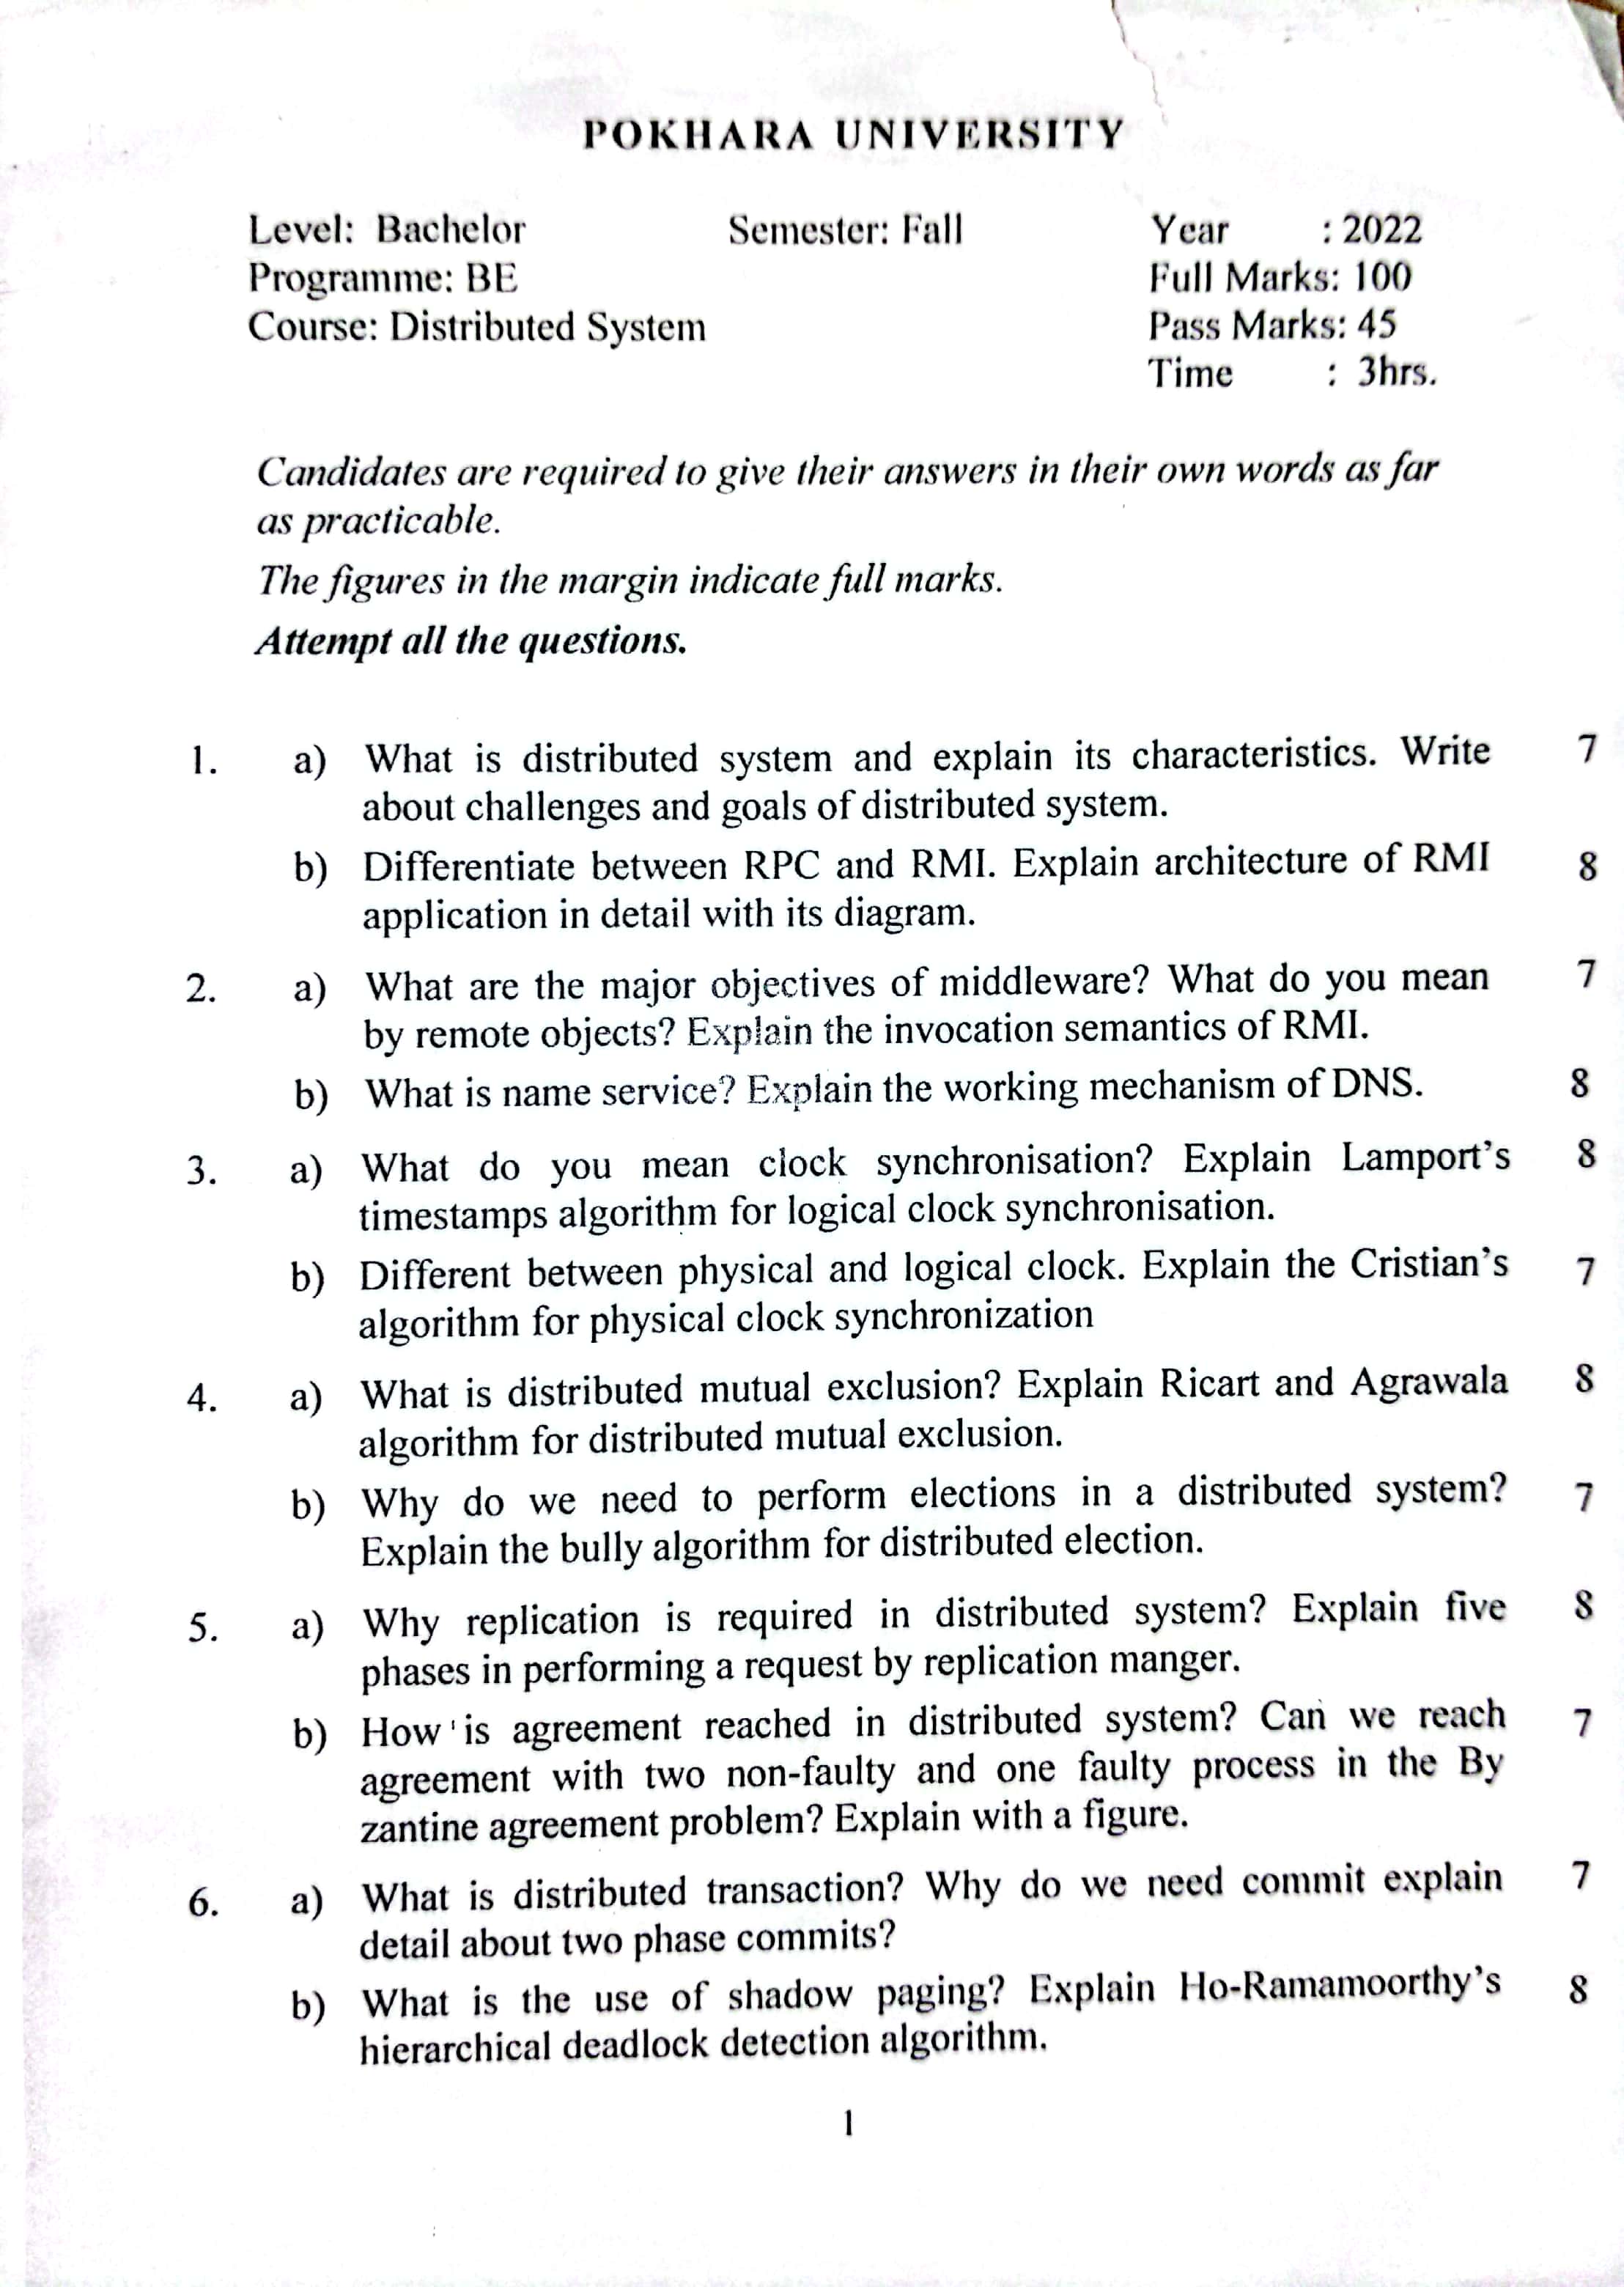 POKHARA UNIVERSITY
Level: Bachelor Semester: Fall Year : 2022
Programme: BE Full Marks: 100
Course: Distributed System Pass Marks: 45
Time : 3hrs.
Candidates are required to give their answers in their own words as far
as practicable.
The figures in the margin indicate full marks.
Attempt all the questions.
1. a) What is distributed system and explain its characteristics. Write 7
about challenges and goals of distributed system.
b) Differentiate between RPC and RMI. Explain architecture of RMI 8
application in detail with its diagram.
2. a) What are the major objectives of middleware? What do you mean 7
by remote objects? Explain the invocation semantics of RMI.
b) What is name service? Explain the working mechanism of DNS. 8
3. a) What do you mean clock synchronisation? Explain Lamport's 8
timestamps algorithm for logical clock synchronisation.
b) Different between physical and logical clock. Explain the Cristian's 7
algorithm for physical clock synchronization
4. a) What is distributed mutual exclusion? Explain Ricart and Agrawala 8
algorithm for distributed mutual exclusion.
b) Why do we need to perform elections in a distributed system? 7
Explain the bully algorithm for distributed election.
5. a) Why replication is required in distributed system? Explain five 8
phases in performing a request by replication manger.
b) How is agreement reached in distributed system? Can we reach 7
agreement with two non-faulty and one faulty process in the By
zantine agreement problem? Explain with a figure.
6. a) What is distributed transaction? Why do we need commit explain 7
detail about two phase commits?
b) What is the use of shadow paging? Explain Ho-Ramamoorthy's 8
hierarchical deadlock detection algorithm.
1